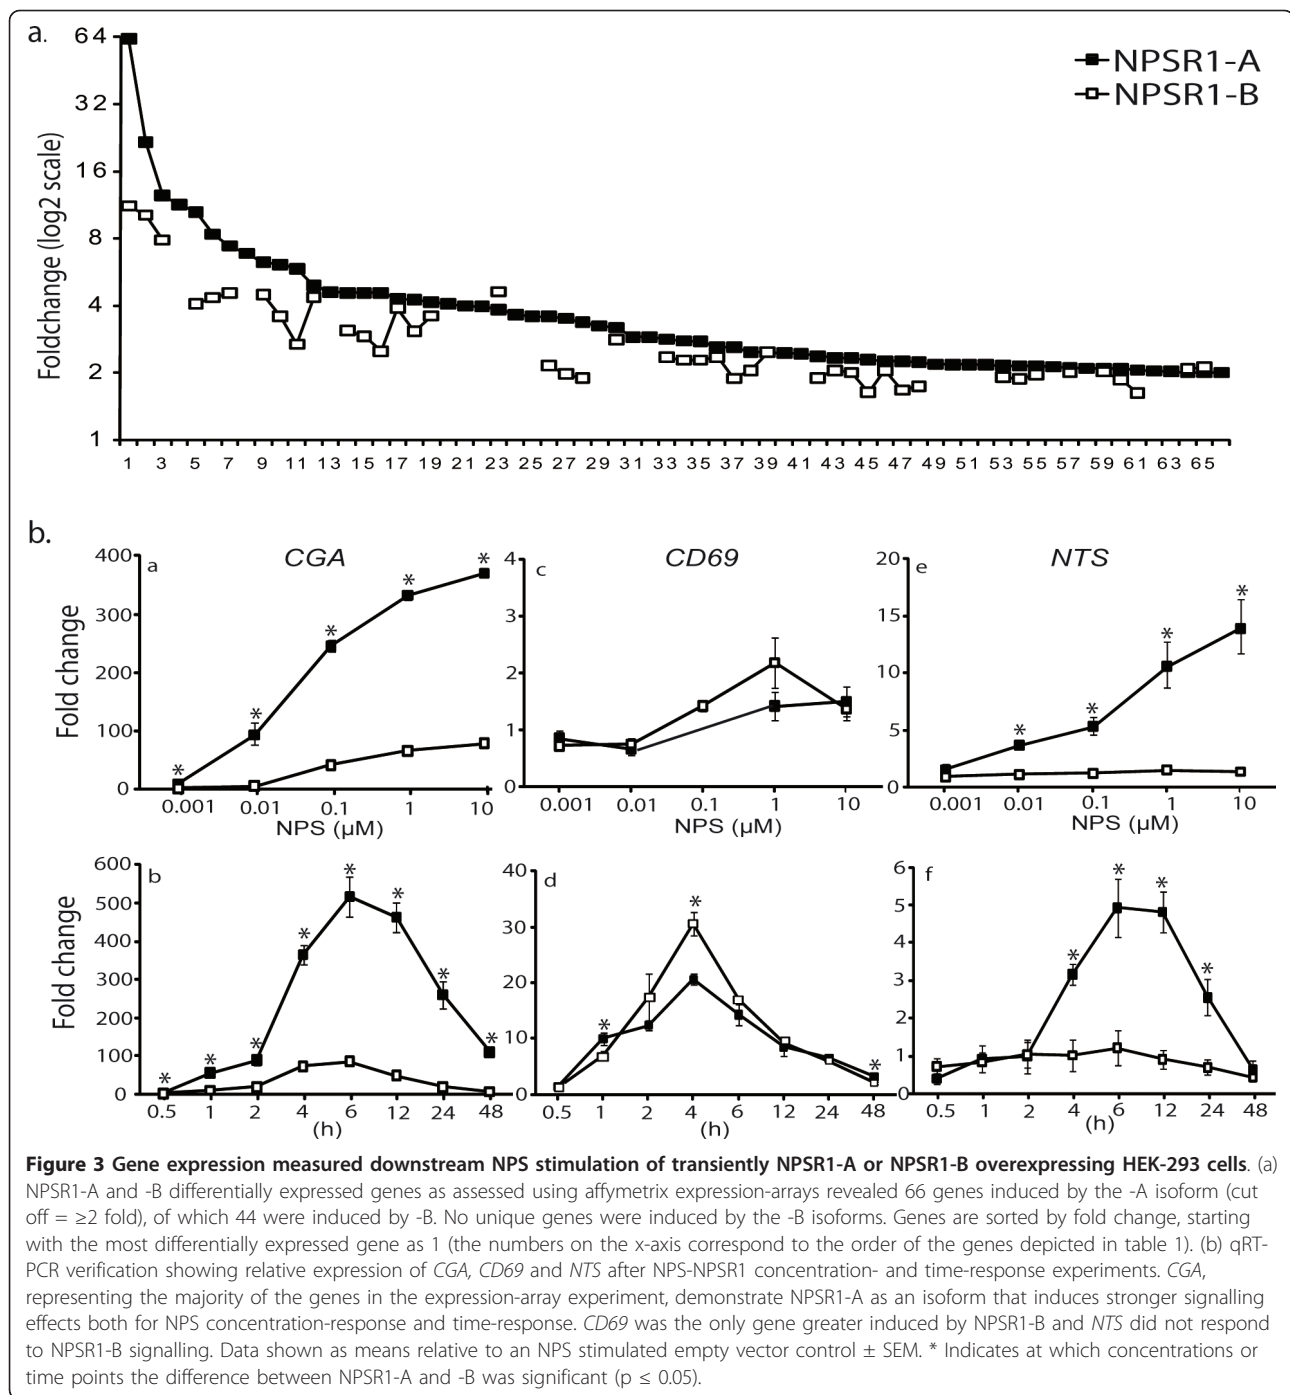 a.
64
32
16
8
4
2
1
Foldchange (log2 scale)
NPSR1-A
NPSR1-B
1 3 5 7 9 11 13 15 17 19 21 23 25 27 29 31 33 35 37 39 41 43 45 47 49 51 53 55 57 59 61 63 65
b.
a
CGA
400
300
200
100
0
Fold change
0.001 0.01 0.1 1 10
NPS (µM)
c
CD69
4
3
2
1
0
0.001 0.01 0.1 1 10
NPS (µM)
e
NTS
20
15
10
5
0
0.001 0.01 0.1 1 10
NPS (µM)
* * * * *
* * * *
b
600
500
400
300
200
100
0
Fold change
0.5 1 2 4 6 12 24 48
(h)
* * * * * * * *
d
40
30
20
10
0
0.5 1 2 4 6 12 24 48
(h)
* * *
f
6
5
4
3
2
1
0
0.5 1 2 4 6 12 24 48
(h)
* * * *
Figure 3 Gene expression measured downstream NPS stimulation of transiently NPSR1-A or NPSR1-B overexpressing HEK-293 cells. (a)
NPSR1-A and -B differentially expressed genes as assessed using affymetrix expression-arrays revealed 66 genes induced by the -A isoform (cut
off = ≥2 fold), of which 44 were induced by -B. No unique genes were induced by the -B isoforms. Genes are sorted by fold change, starting
with the most differentially expressed gene as 1 (the numbers on the x-axis correspond to the order of the genes depicted in table 1). (b) qRT-
PCR verification showing relative expression of CGA, CD69 and NTS after NPS-NPSR1 concentration- and time-response experiments. CGA,
representing the majority of the genes in the expression-array experiment, demonstrate NPSR1-A as an isoform that induces stronger signalling
effects both for NPS concentration-response and time-response. CD69 was the only gene greater induced by NPSR1-B and NTS did not respond
to NPSR1-B signalling. Data shown as means relative to an NPS stimulated empty vector control ± SEM. * Indicates at which concentrations or
time points the difference between NPSR1-A and -B was significant (p ≤ 0.05).